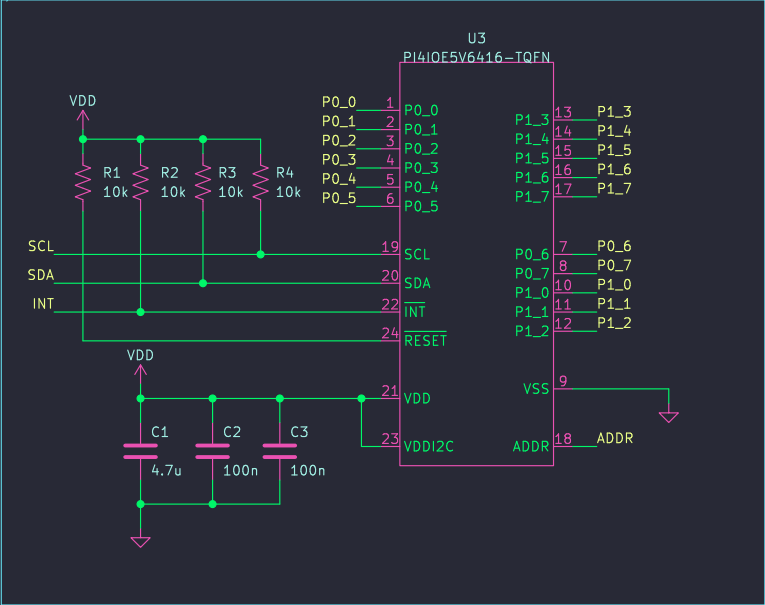 U3
PI4IOE5V6416-TQFN
VDD
R1
10k
R2
10k
R3
10k
R4
10k
P0_0 1 P0_0
P0_1 2 P0_1
P0_2 3 P0_2
P0_3 4 P0_3
P0_4 5 P0_4
P0_5 6 P0_5
P1_3 13 P1_3
P1_4 14 P1_4
P1_5 15 P1_5
P1_6 16 P1_6
P1_7 17 P1_7
SCL 19 SCL
SDA 20 SDA
INT 22 INT
24 RESET
P0_6 7 P0_6
P0_7 8 P0_7
P1_0 10 P1_0
P1_1 11 P1_1
P1_2 12 P1_2
VDD
21 VDD
23 VDDI2C
VSS 9
ADDR 18 ADDR
C1
4.7u
C2
100n
C3
100n